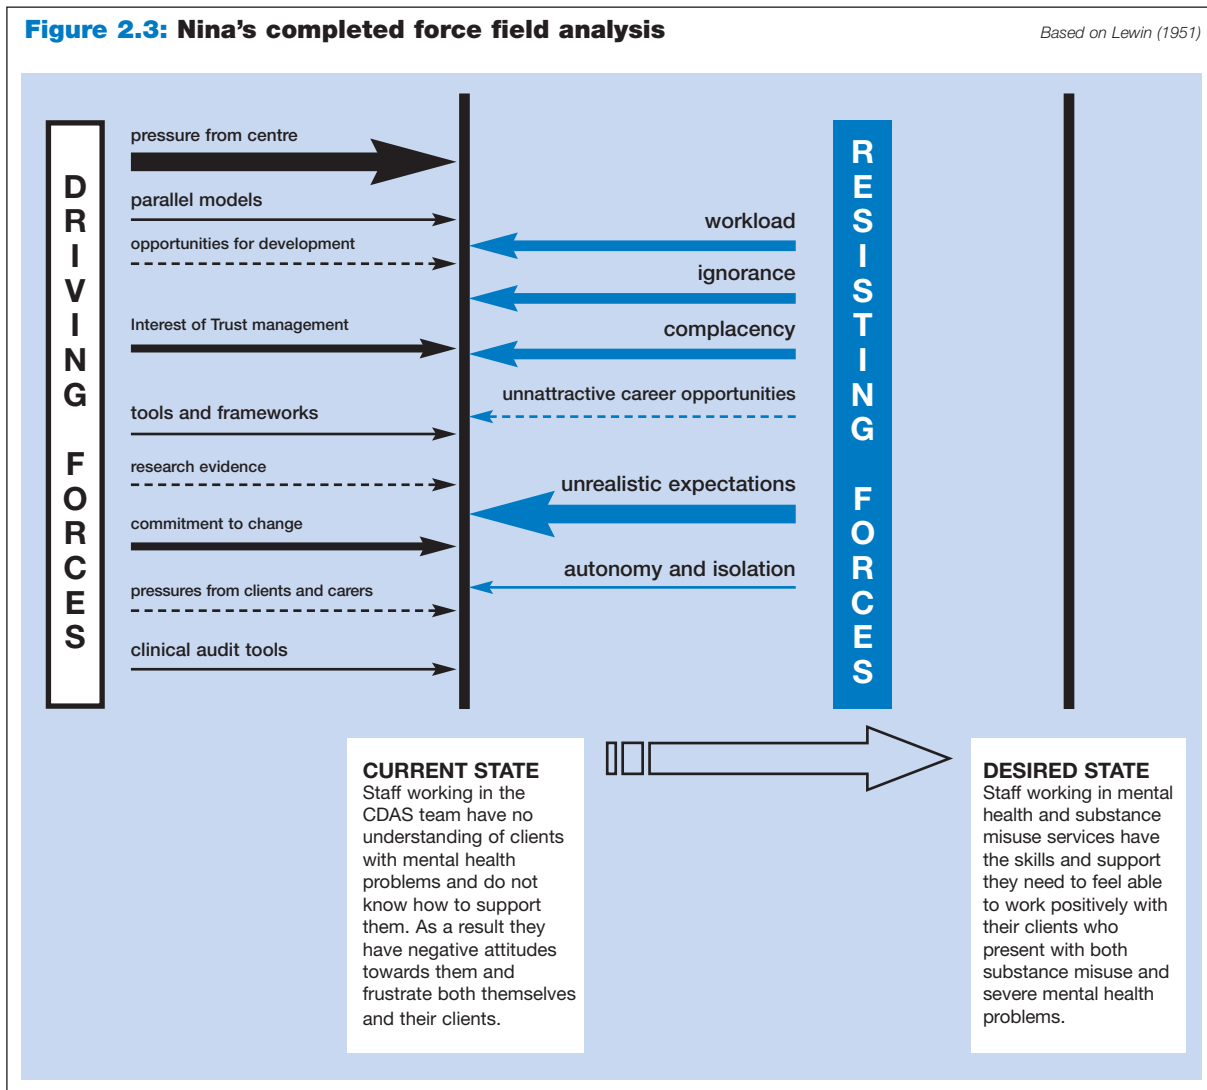 Figure 2.3: Nina's completed force field analysis
Based on Lewin (1951)
DRIVING FORCES
pressure from centre
parallel models
opportunities for development
Interest of Trust management
tools and frameworks
research evidence
commitment to change
pressures from clients and carers
clinical audit tools
workload
ignorance
complacency
unnattractive career opportunities
unrealistic expectations
autonomy and isolation
RESISTING FORCES
CURRENT STATE
Staff working in the
CDAS team have no
understanding of clients
with mental health
problems and do not
know how to support
them. As a result they
have negative attitudes
towards them and
frustrate both themselves
and their clients.
DESIRED STATE
Staff working in mental
health and substance
misuse services have
the skills and support
they need to feel able
to work positively with
their clients who
present with both
substance misuse and
severe mental health
problems.